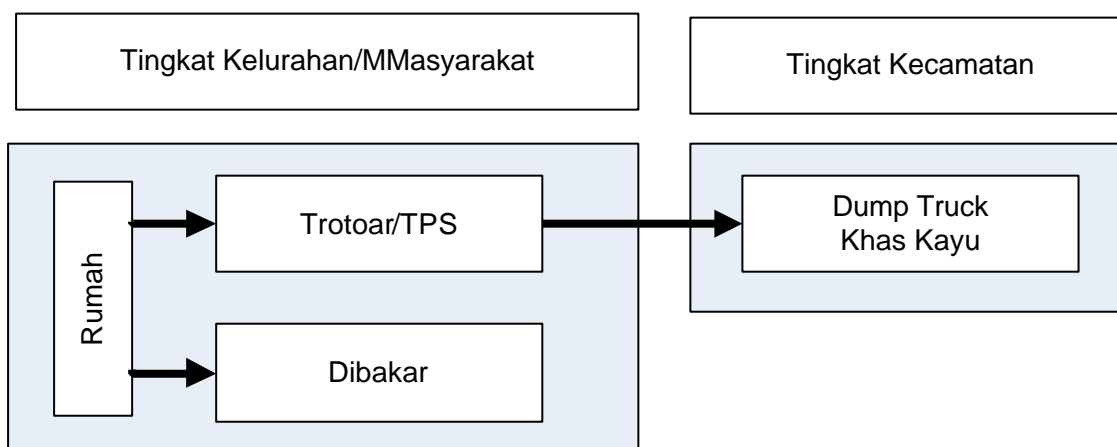 Tingkat Kelurahan/MMasyarakat
Tingkat Kecamatan
Rumah
Trotoar/TPS
Dump Truck
Khas Kayu
Dibakar